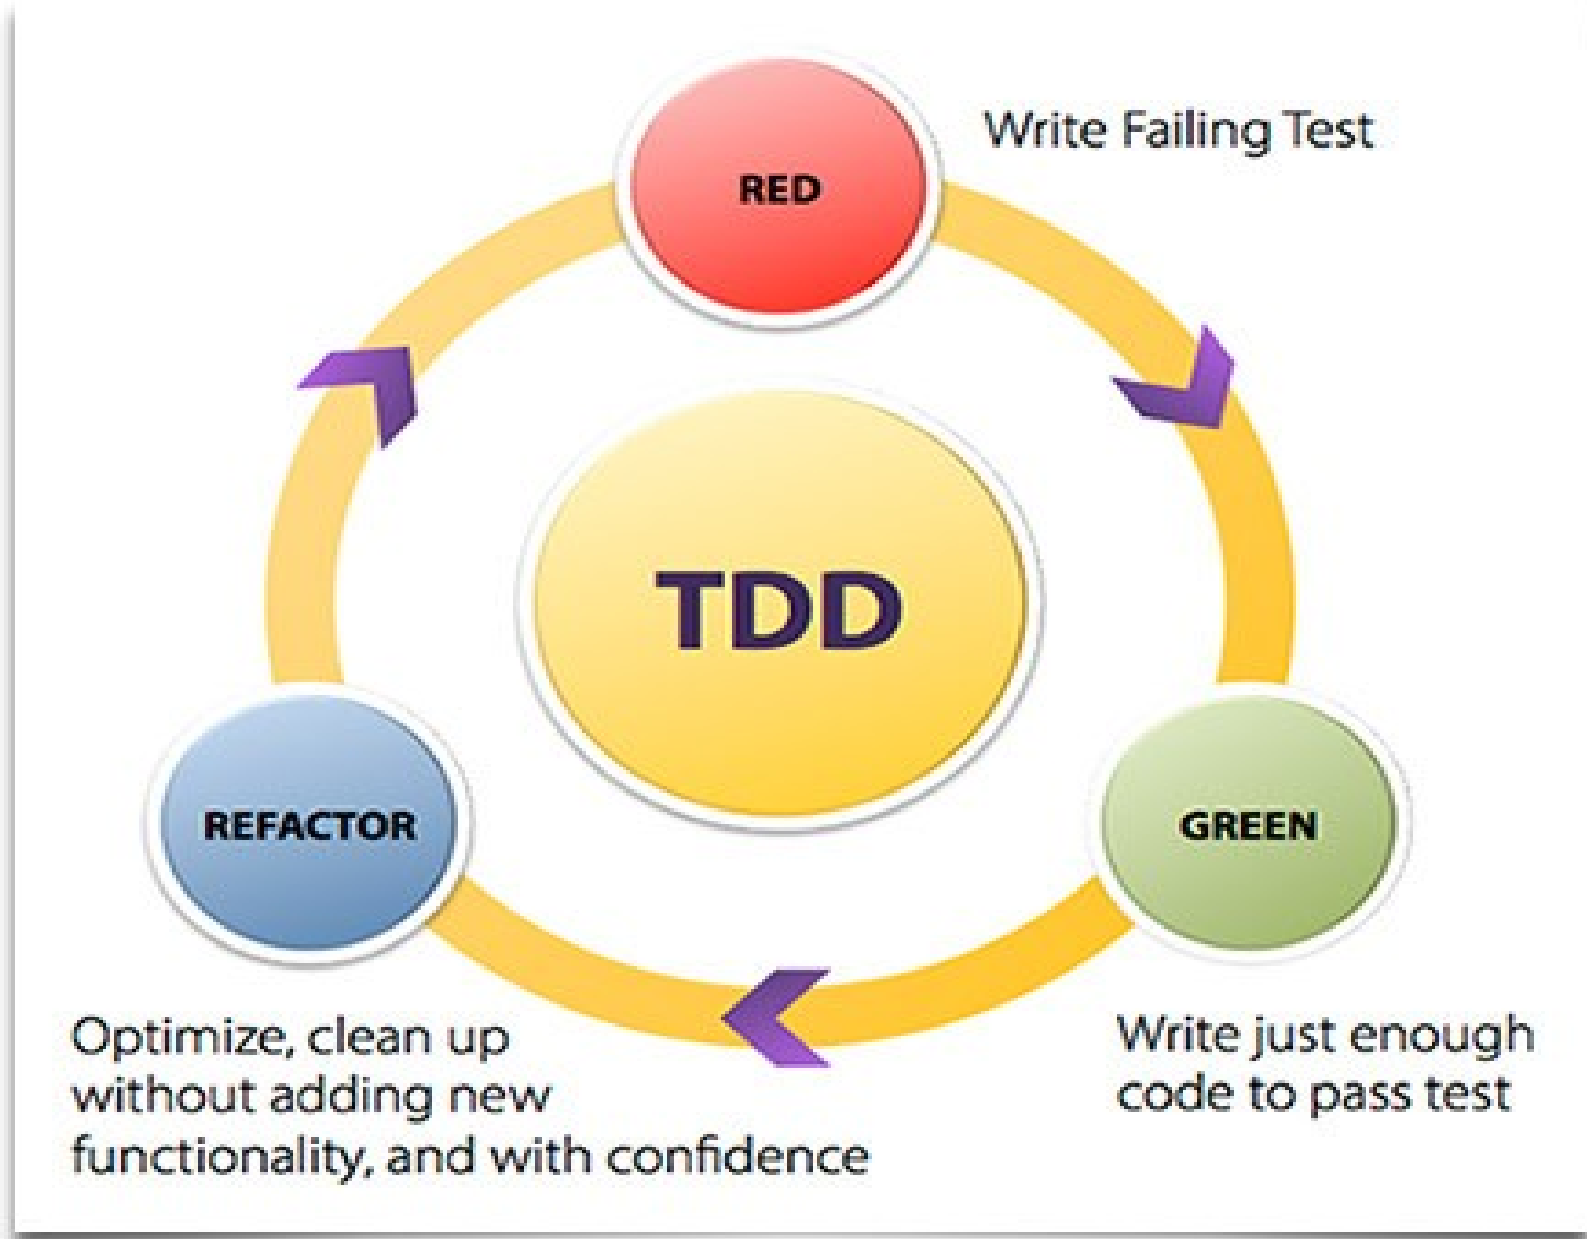 RED
Write Failing Test
TDD
REFACTOR
GREEN
Optimize, clean up
without adding new
functionality, and with confidence
Write just enough
code to pass test